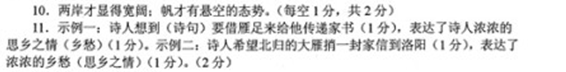 10．两岸才显得宽阔；帆才有悬空的态势。（每空 1 分，共 2 分）
11．示例一：诗人想到（诗句）要借雁足来给他传递家书（1 分），表达了诗人浓浓的
思乡之情（乡愁）（1 分）。示例二：诗人希望北归的大雁捎一封家信到洛阳（1 分），表达了
浓浓的乡愁（思乡之情）（1 分）。（2 分）